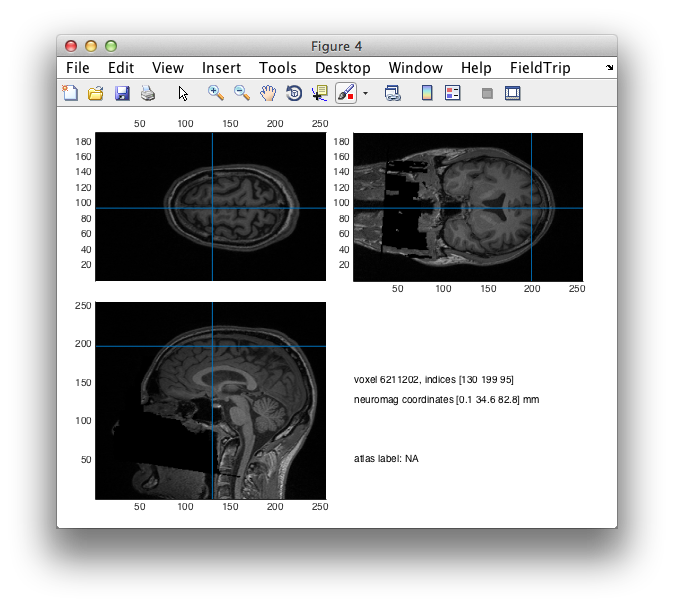 Figure 4
File Edit View Insert Tools Desktop Window Help FieldTrip
50 100 150 200 250
180
160
140
120
100
80
60
40
20
180
160
140
120
100
80
60
40
20
50 100 150 200 250
250
200
150
100
50
50 100 150 200 250
voxel 6211202, indices [130 199 95]
neuromag coordinates [0.1 34.6 82.8] mm
atlas label: NA